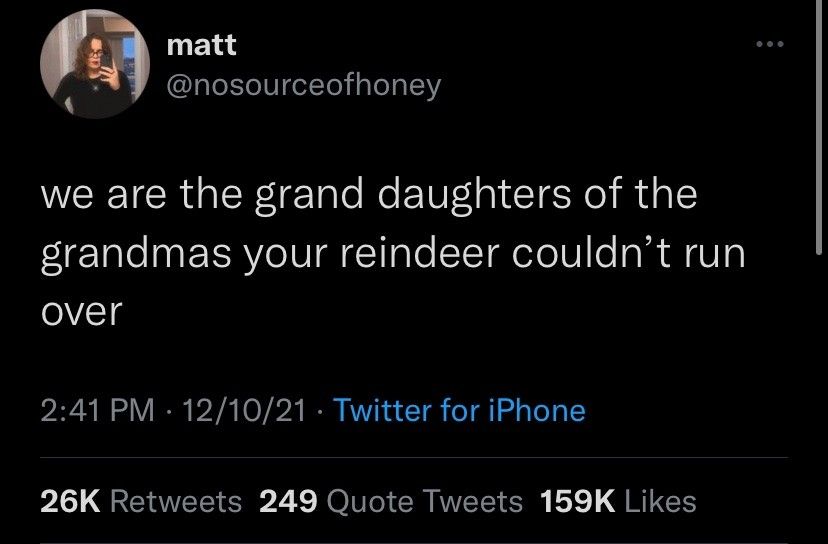 matt
@nosourceofhoney
we are the grand daughters of the
grandmas your reindeer couldn’t run
over
2:41 PM · 12/10/21 · Twitter for iPhone
26K Retweets 249 Quote Tweets 159K Likes